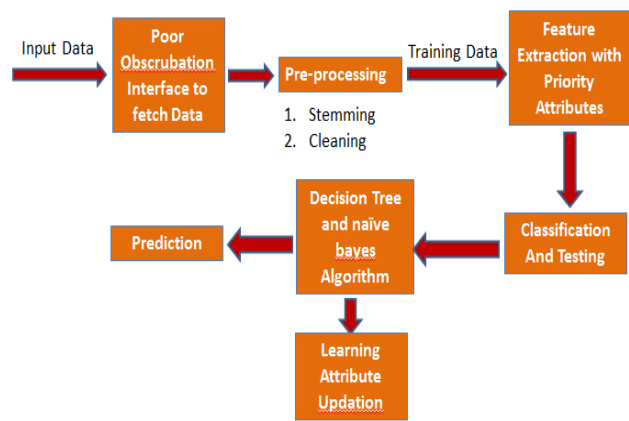 Input Data
Poor
Obscrubation
Interface to
fetch Data
Pre-processing
1. Stemming
2. Cleaning
Training Data
Feature
Extraction with
Priority
Attributes
Classification
And Testing
Decision Tree
and naïve
bayes
Algorithm
Prediction
Learning
Attribute
Updation